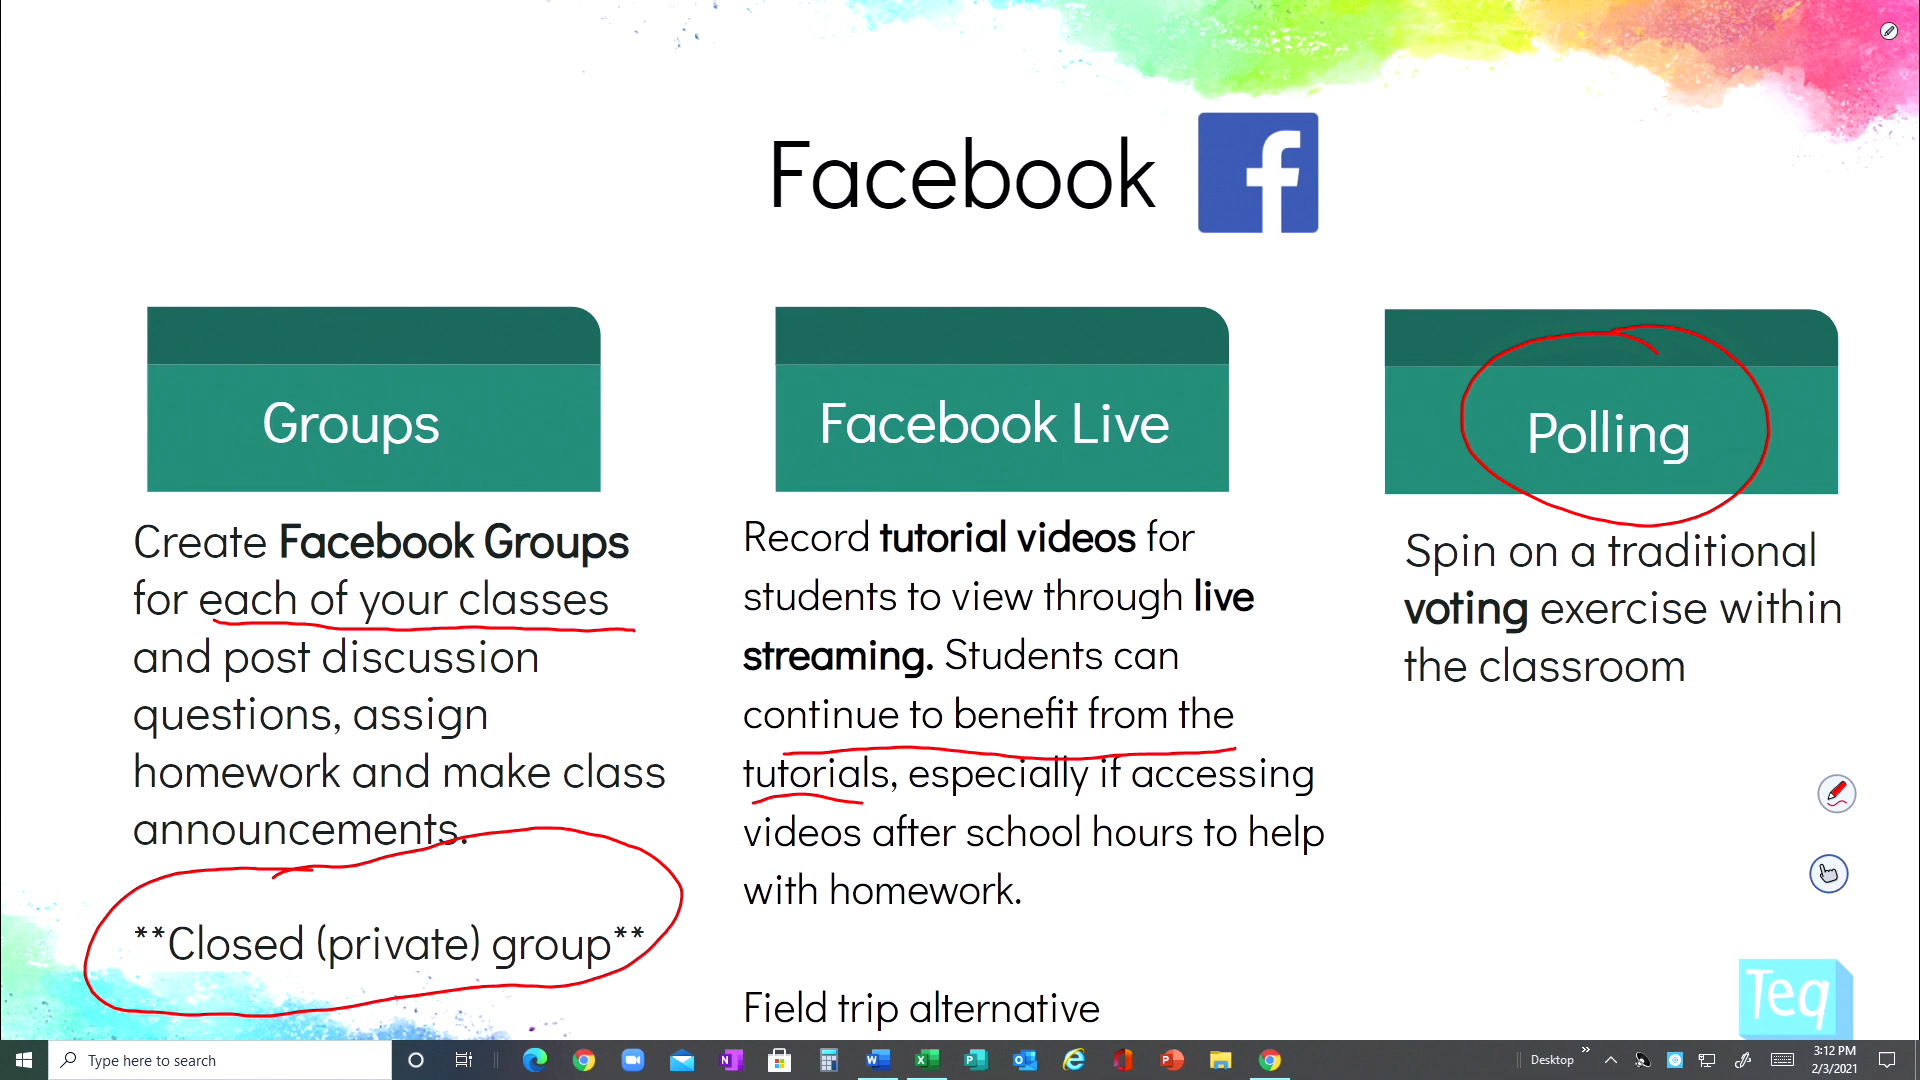 Facebook f
Groups
Create Facebook Groups
for each of your classes
and post discussion
questions, assign
homework and make class
announcements.
**Closed (private) group**
Facebook Live
Record tutorial videos for
students to view through live
streaming. Students can
continue to benefit from the
tutorials, especially if accessing
videos after school hours to help
with homework.
Field trip alternative
Polling
Spin on a traditional
voting exercise within
the classroom
Teq
Type here to search
Desktop
3:12 PM
2/3/2021